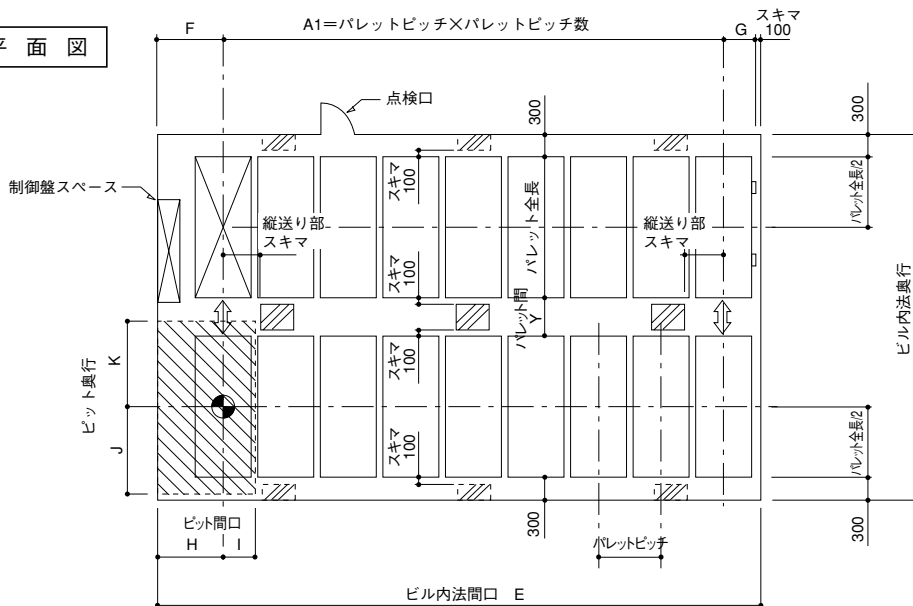 平 面 図
F
A1=パレットピッチ×パレットピッチ数
G
スキマ
100
点検口
300
制御盤スペース
スキマ
100
パレット全長
パレット全長/2
縦送り部
スキマ
縦送り部
スキマ
スキマ
100
パレット間
Y
ビル内法奥行
ピット奥行
K
J
スキマ
100
スキマ
100
パレット全長/2
300
300
ピット間口
H
I
パレットピッチ
ビル内法間口 E